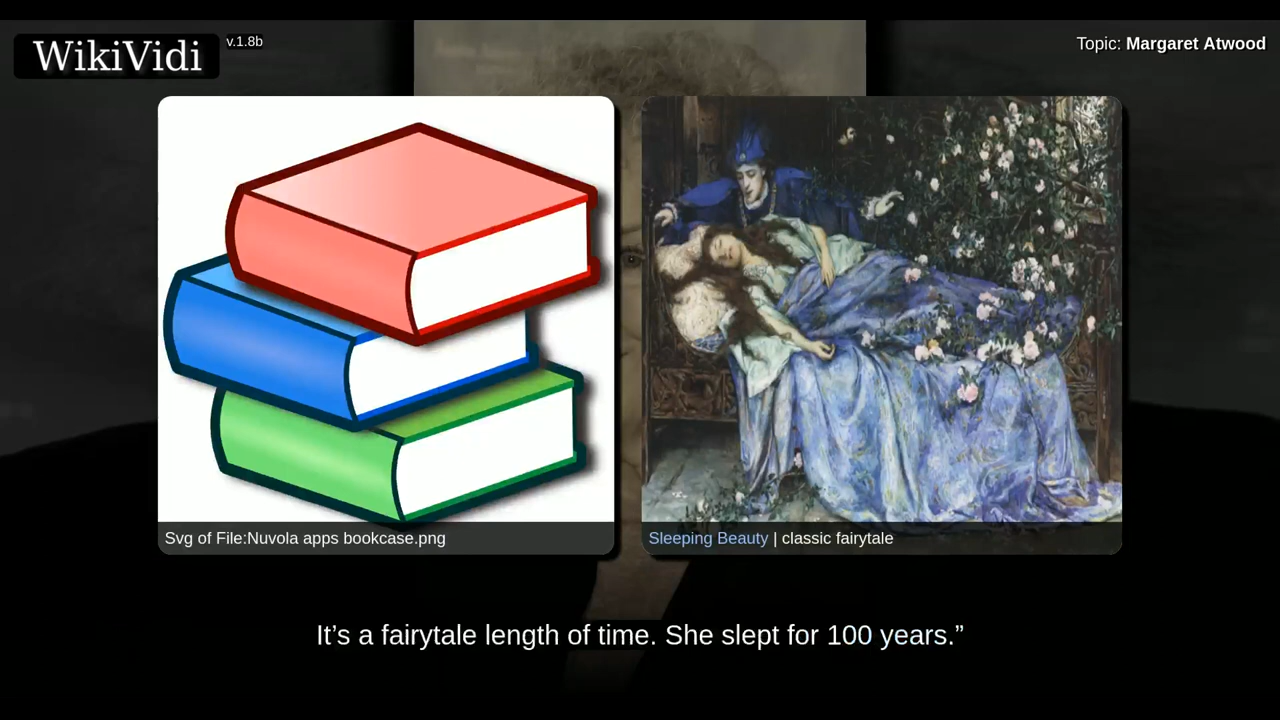 WikiVidi
v.1.8b
Topic: Margaret Atwood
Svg of File:Nuvola apps bookcase.png
Sleeping Beauty | classic fairytale
It’s a fairytale length of time. She slept for 100 years.”